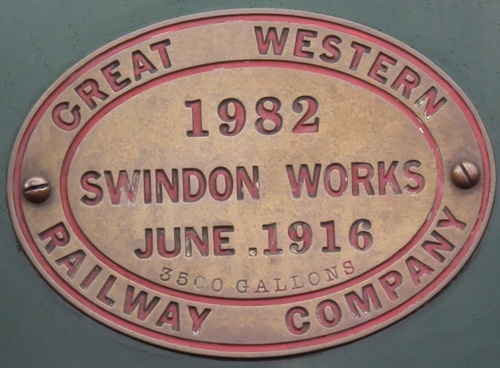 GREAT WESTERN
1982
SWINDON WORKS
JUNE .1916
3500 GALLONS
RAILWAY COMPANY